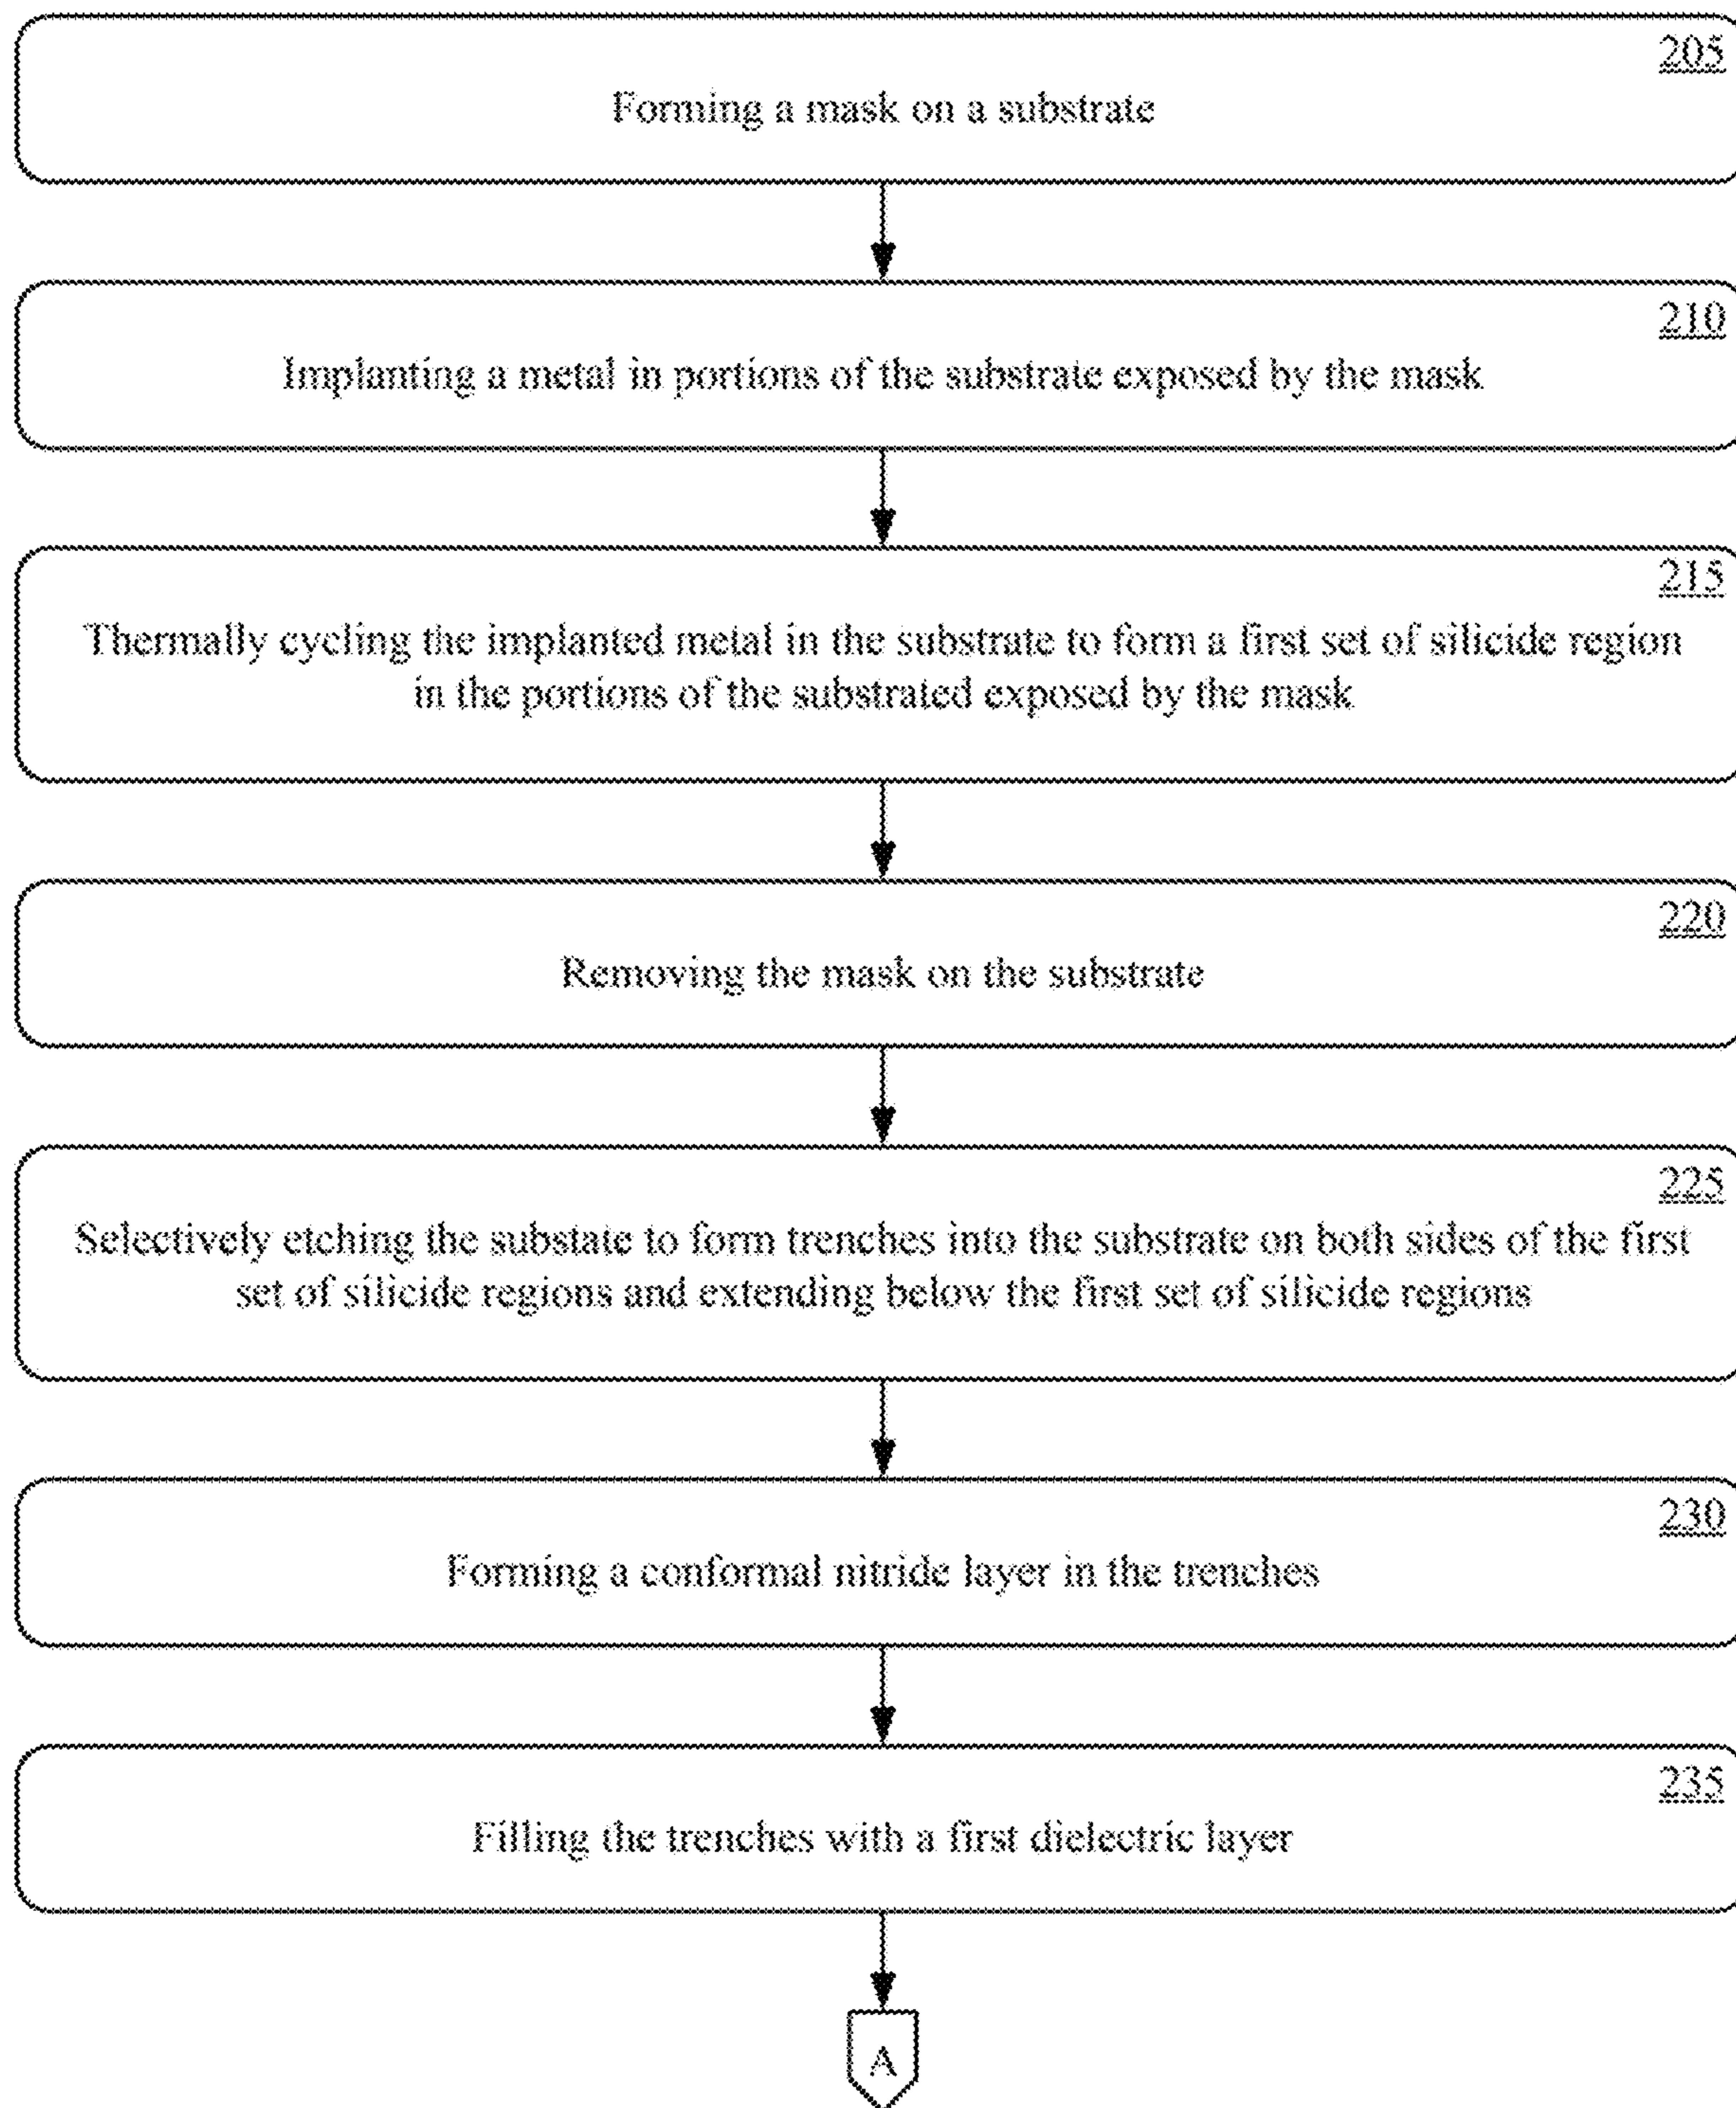 205
Forming a mask on a substrate
210
Implanting a metal in portions of the substrate exposed by the mask
215
Thermally cycling the implanted metal in the substrate to form a first set of silicide region
in the portions of the substrated exposed by the mask
220
Removing the mask on the substrate
225
Selectively etching the substate to form trenches into the substrate on both sides of the first
set of silicide regions and extending below the first set of silicide regions
230
Forming a conformal nitride layer in the trenches
235
Filling the trenches with a first dielectric layer
A